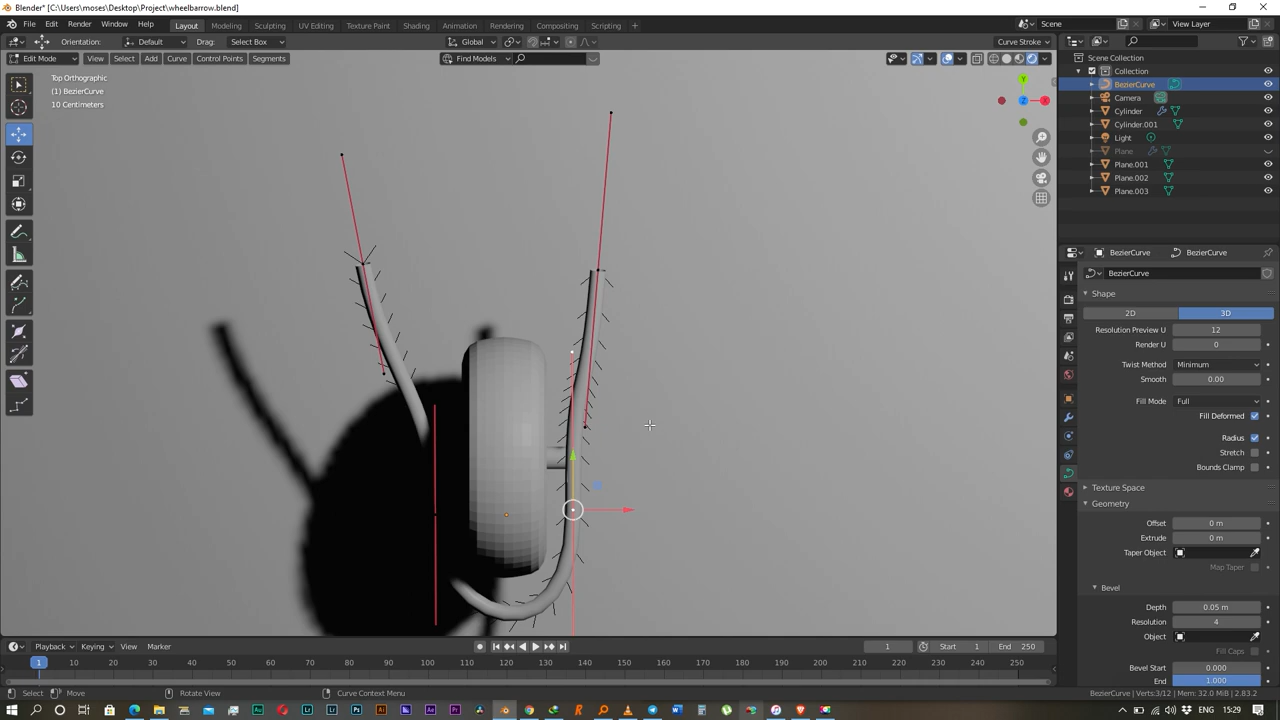 Blender* [C:\Users\moses\Desktop\Project\wheelbarrow.blend]
File Edit Render Window Help Layout Modeling Sculpting UV Editing Texture Paint Shading Animation Rendering Compositing Scripting + Scene View Layer
Orientation: Default Drag: Select Box Global Curve Stroke
Edit Mode View Select Add Curve Control Points Segments Find Models
Top Orthographic
(1) BezierCurve
10 Centimeters
Y
X
Z
Scene Collection
Collection
BezierCurve
Camera
Cylinder
Cylinder.001
Light
Plane
Plane.001
Plane.002
Plane.003
BezierCurve BezierCurve
BezierCurve
Shape
2D 3D
Resolution Preview U 12
Render U 0
Twist Method Minimum
Smooth 0.00
Fill Mode Full
Fill Deformed
Radius
Stretch
Bounds Clamp
Texture Space
Geometry
Offset 0 m
Extrude 0 m
Taper Object
Map Taper
Bevel
Depth 0.05 m
Resolution 4
Object
Fill Caps
Bevel Start 0.000
End 1.000
Playback Keying View Marker 1 Start 1 End 250
1 10 20 30 40 50 60 70 80 90 100 110 120 130 140 150 160 170 180 190 200 210 220 230 240 250
Select Move Rotate View Curve Context Menu BezierCurve | Verts:3/12 | Mem: 32.0 MiB | 2.83.2
Au Lr Pr Ps Ai Ae Pr 15:29